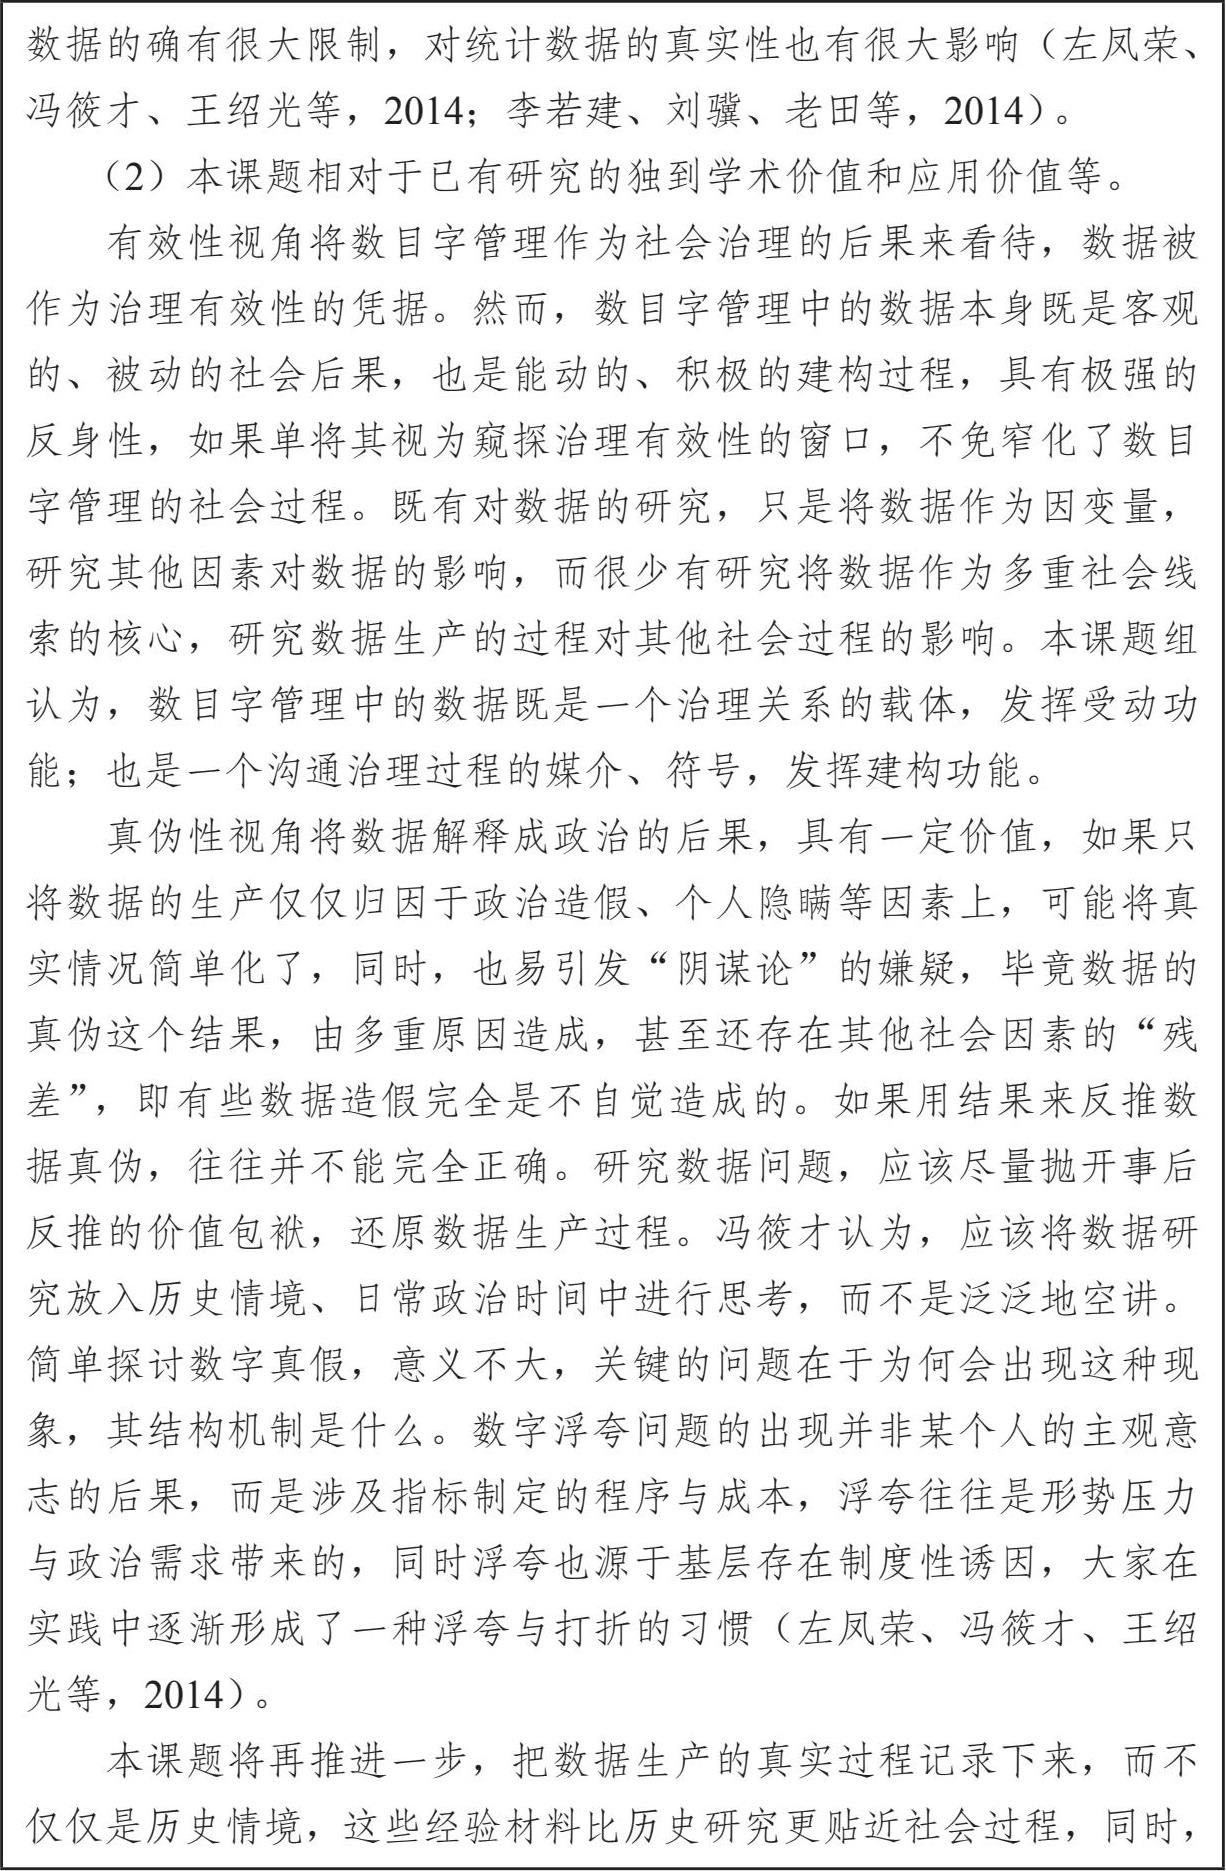 数据的确有很大限制，对统计数据的真实性也有很大影响（左凤荣、
冯筱才、王绍光等，2014；李若建、刘骥、老田等，2014）。
（2）本课题相对于已有研究的独到学术价值和应用价值等。
有效性视角将数目字管理作为社会治理的后果来看待，数据被
作为治理有效性的凭据。然而，数目字管理中的数据本身既是客观
的、被动的社会后果，也是能动的、积极的建构过程，具有极强的
反身性，如果单将其视为窥探治理有效性的窗口，不免窄化了数目
字管理的社会过程。既有对数据的研究，只是将数据作为因变量，
研究其他因素对数据的影响，而很少有研究将数据作为多重社会线
索的核心，研究数据生产的过程对其他社会过程的影响。本课题组
认为，数目字管理中的数据既是一个治理关系的载体，发挥受动功
能；也是一个沟通治理过程的媒介、符号，发挥建构功能。
真伪性视角将数据解释成政治的后果，具有一定价值，如果只
将数据的生产仅仅归因于政治造假、个人隐瞒等因素上，可能将真
实情况简单化了，同时，也易引发“阴谋论”的嫌疑，毕竟数据的
真伪这个结果，由多重原因造成，甚至还存在其他社会因素的“残
差”，即有些数据造假完全是不自觉造成的。如果用结果来反推数
据真伪，往往并不能完全正确。研究数据问题，应该尽量抛开事后
反推的价值包袱，还原数据生产过程。冯筱才认为，应该将数据研
究放入历史情境、日常政治时间中进行思考，而不是泛泛地空讲。
简单探讨数字真假，意义不大，关键的问题在于为何会出现这种现
象，其结构机制是什么。数字浮夸问题的出现并非某个人的主观意
志的后果，而是涉及指标制定的程序与成本，浮夸往往是形势压力
与政治需求带来的，同时浮夸也源于基层存在制度性诱因，大家在
实践中逐渐形成了一种浮夸与打折的习惯（左凤荣、冯筱才、王绍
光等，2014）。
本课题将再推进一步，把数据生产的真实过程记录下来，而不
仅仅是历史情境，这些经验材料比历史研究更贴近社会过程，同时，